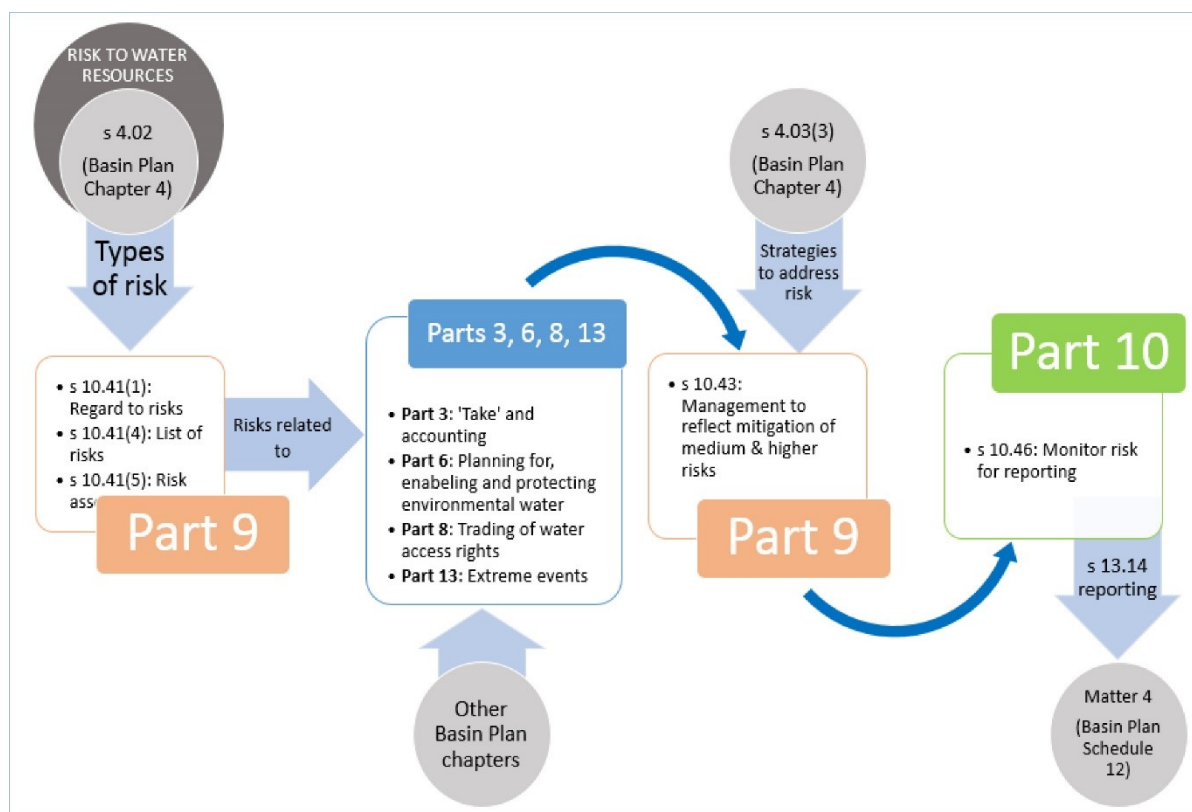 RISK TO WATER
RESOURCES
s 4.02
(Basin Plan
Chapter 4)
Types
of risk
• s 10.41(1):
Regard to risks
• s 10.41(4): List of
risks
• s 10.41(5): Risk
Part 9
Risks related
to
Parts 3, 6, 8, 13
• Part 3: 'Take' and
accounting
• Part 6: Planning for,
enabeling and protecting
environmental water
• Part 8: Trading of water
access rights
• Part 13: Extreme events
Other
Basin Plan
chapters
s 4.03(3)
(Basin Plan
Chapter 4)
Strategies
to address
risk
• s 10.43:
Management to
reflect mitigation of
medium & higher
risks
Part 9
Part 10
• s 10.46: Monitor risk
for reporting
s 13.14
reporting
Matter 4
(Basin Plan
Schedule
12)